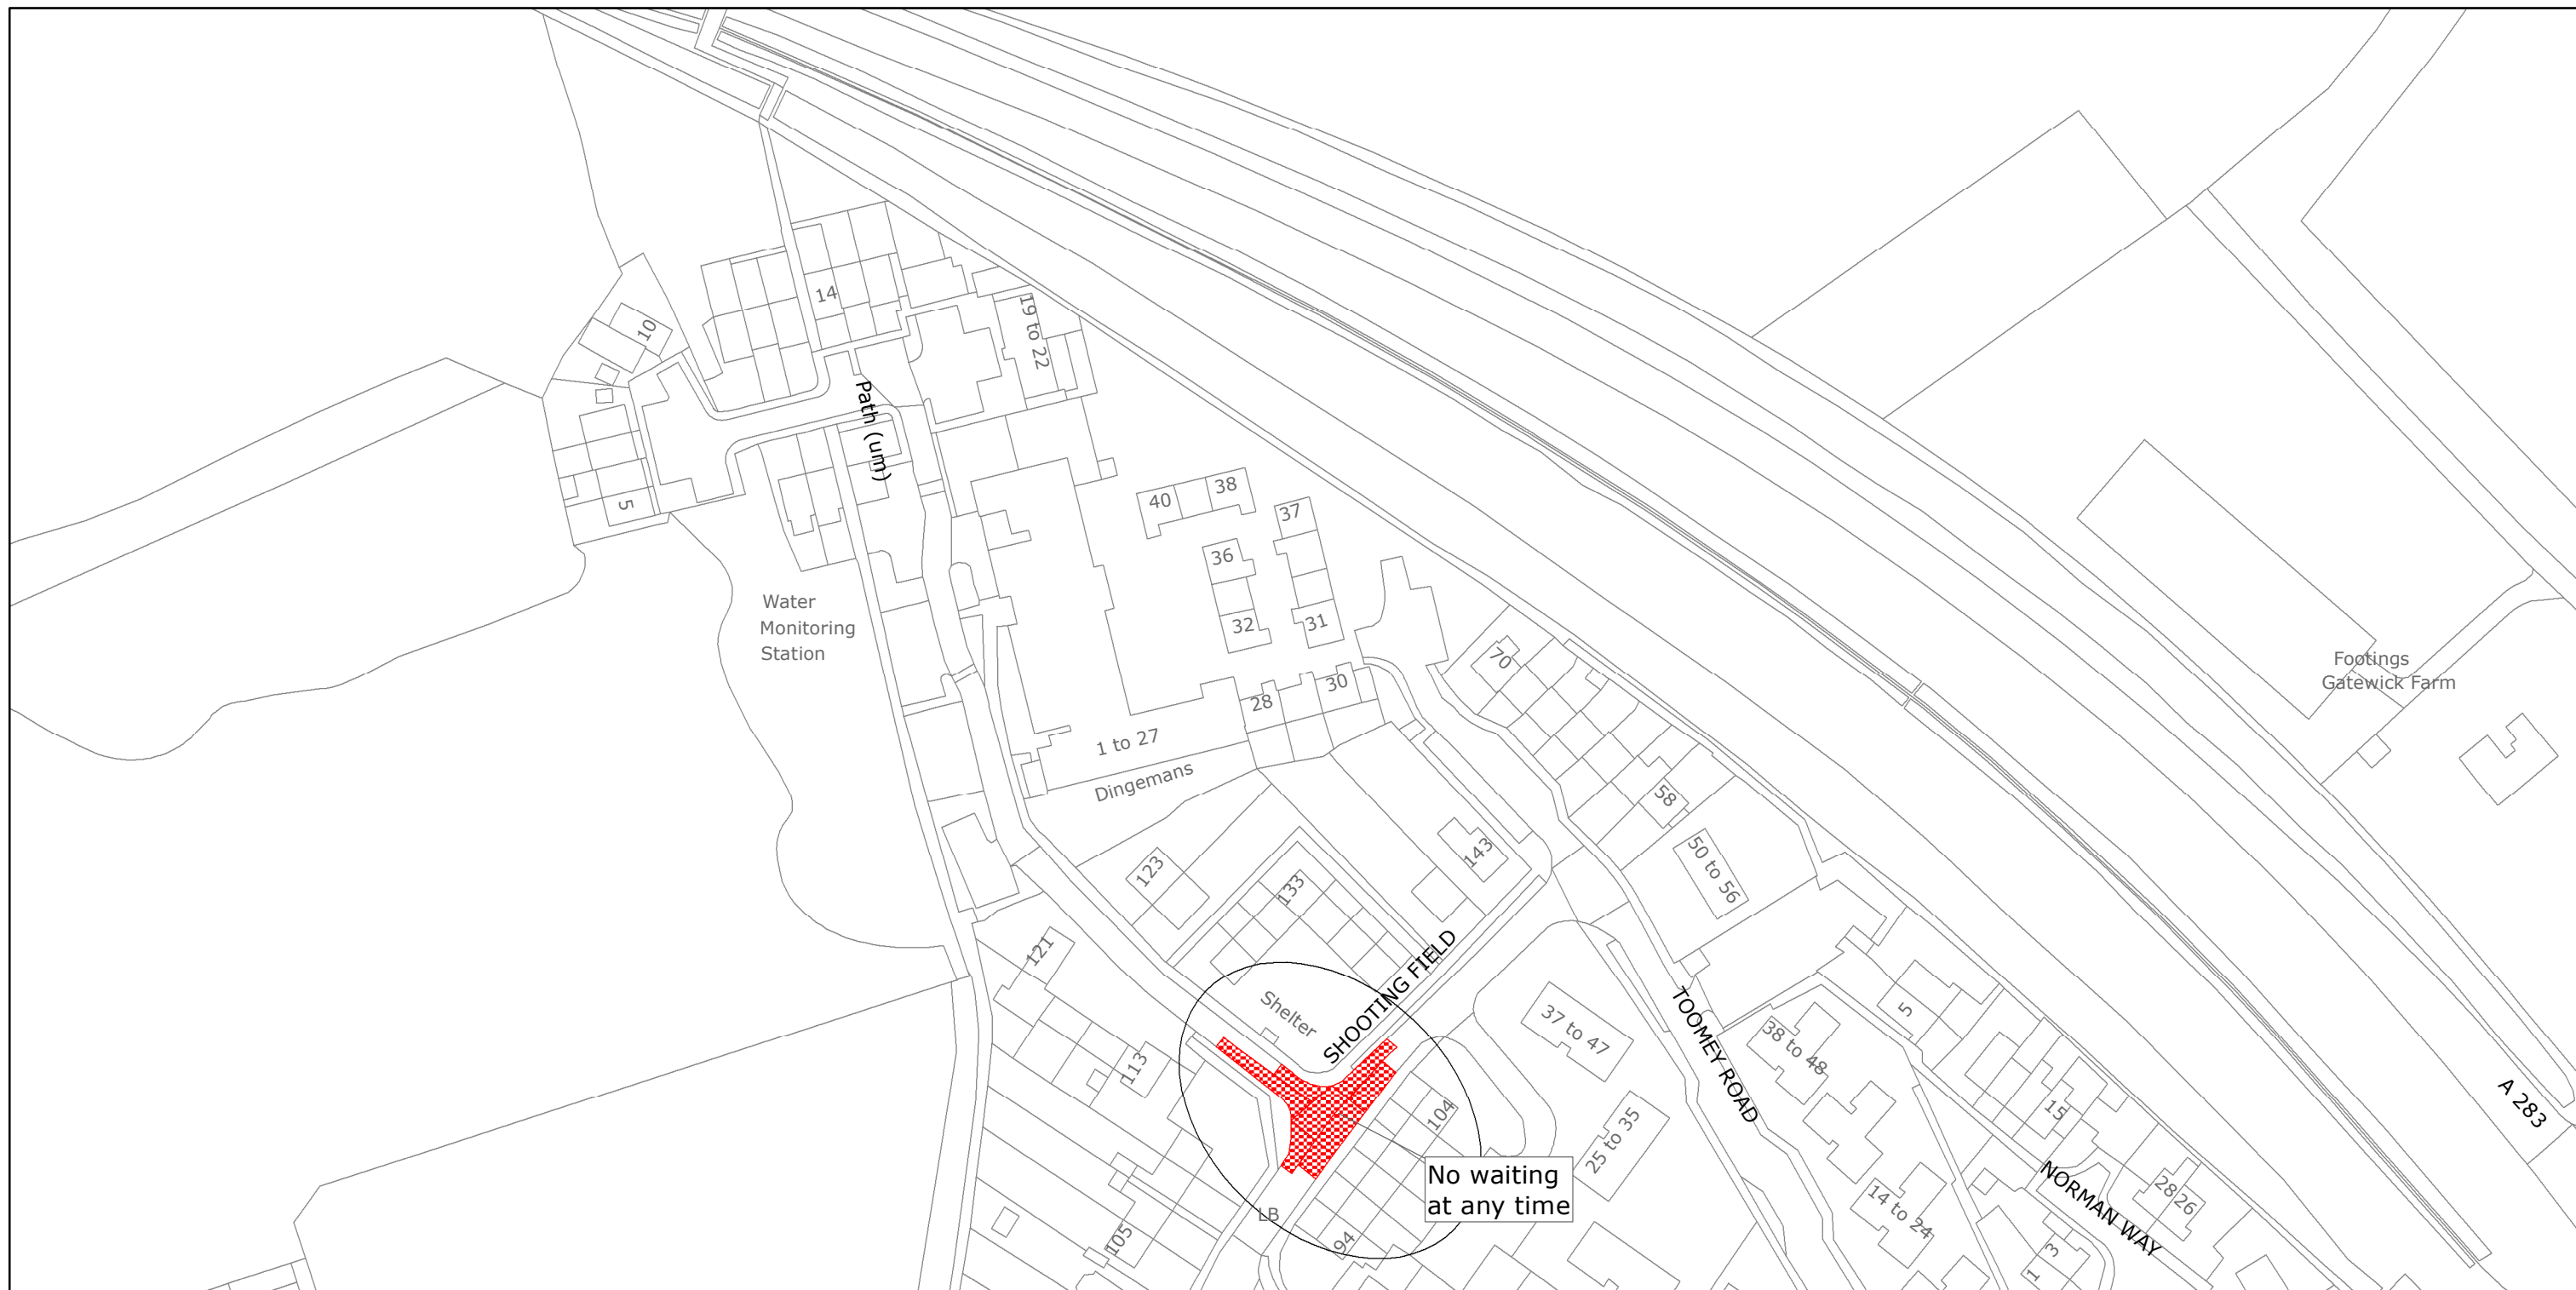 14
10
19 to 22
Path (um)
5
40
38
37
36
32
31
Water
Monitoring
Station
70
28
30
Footings
Gatewick Farm
1 to 27
Dingemans
58
50 to 56
143
123
133
121
SHOOTING FIELD
Shelter
37 to 47
TOOMEY ROAD
38 to 48
5
113
104
15
A 283
25 to 35
No waiting
at any time
14 to 24
NORMAN WAY
28
26
LB
94
105
3
1